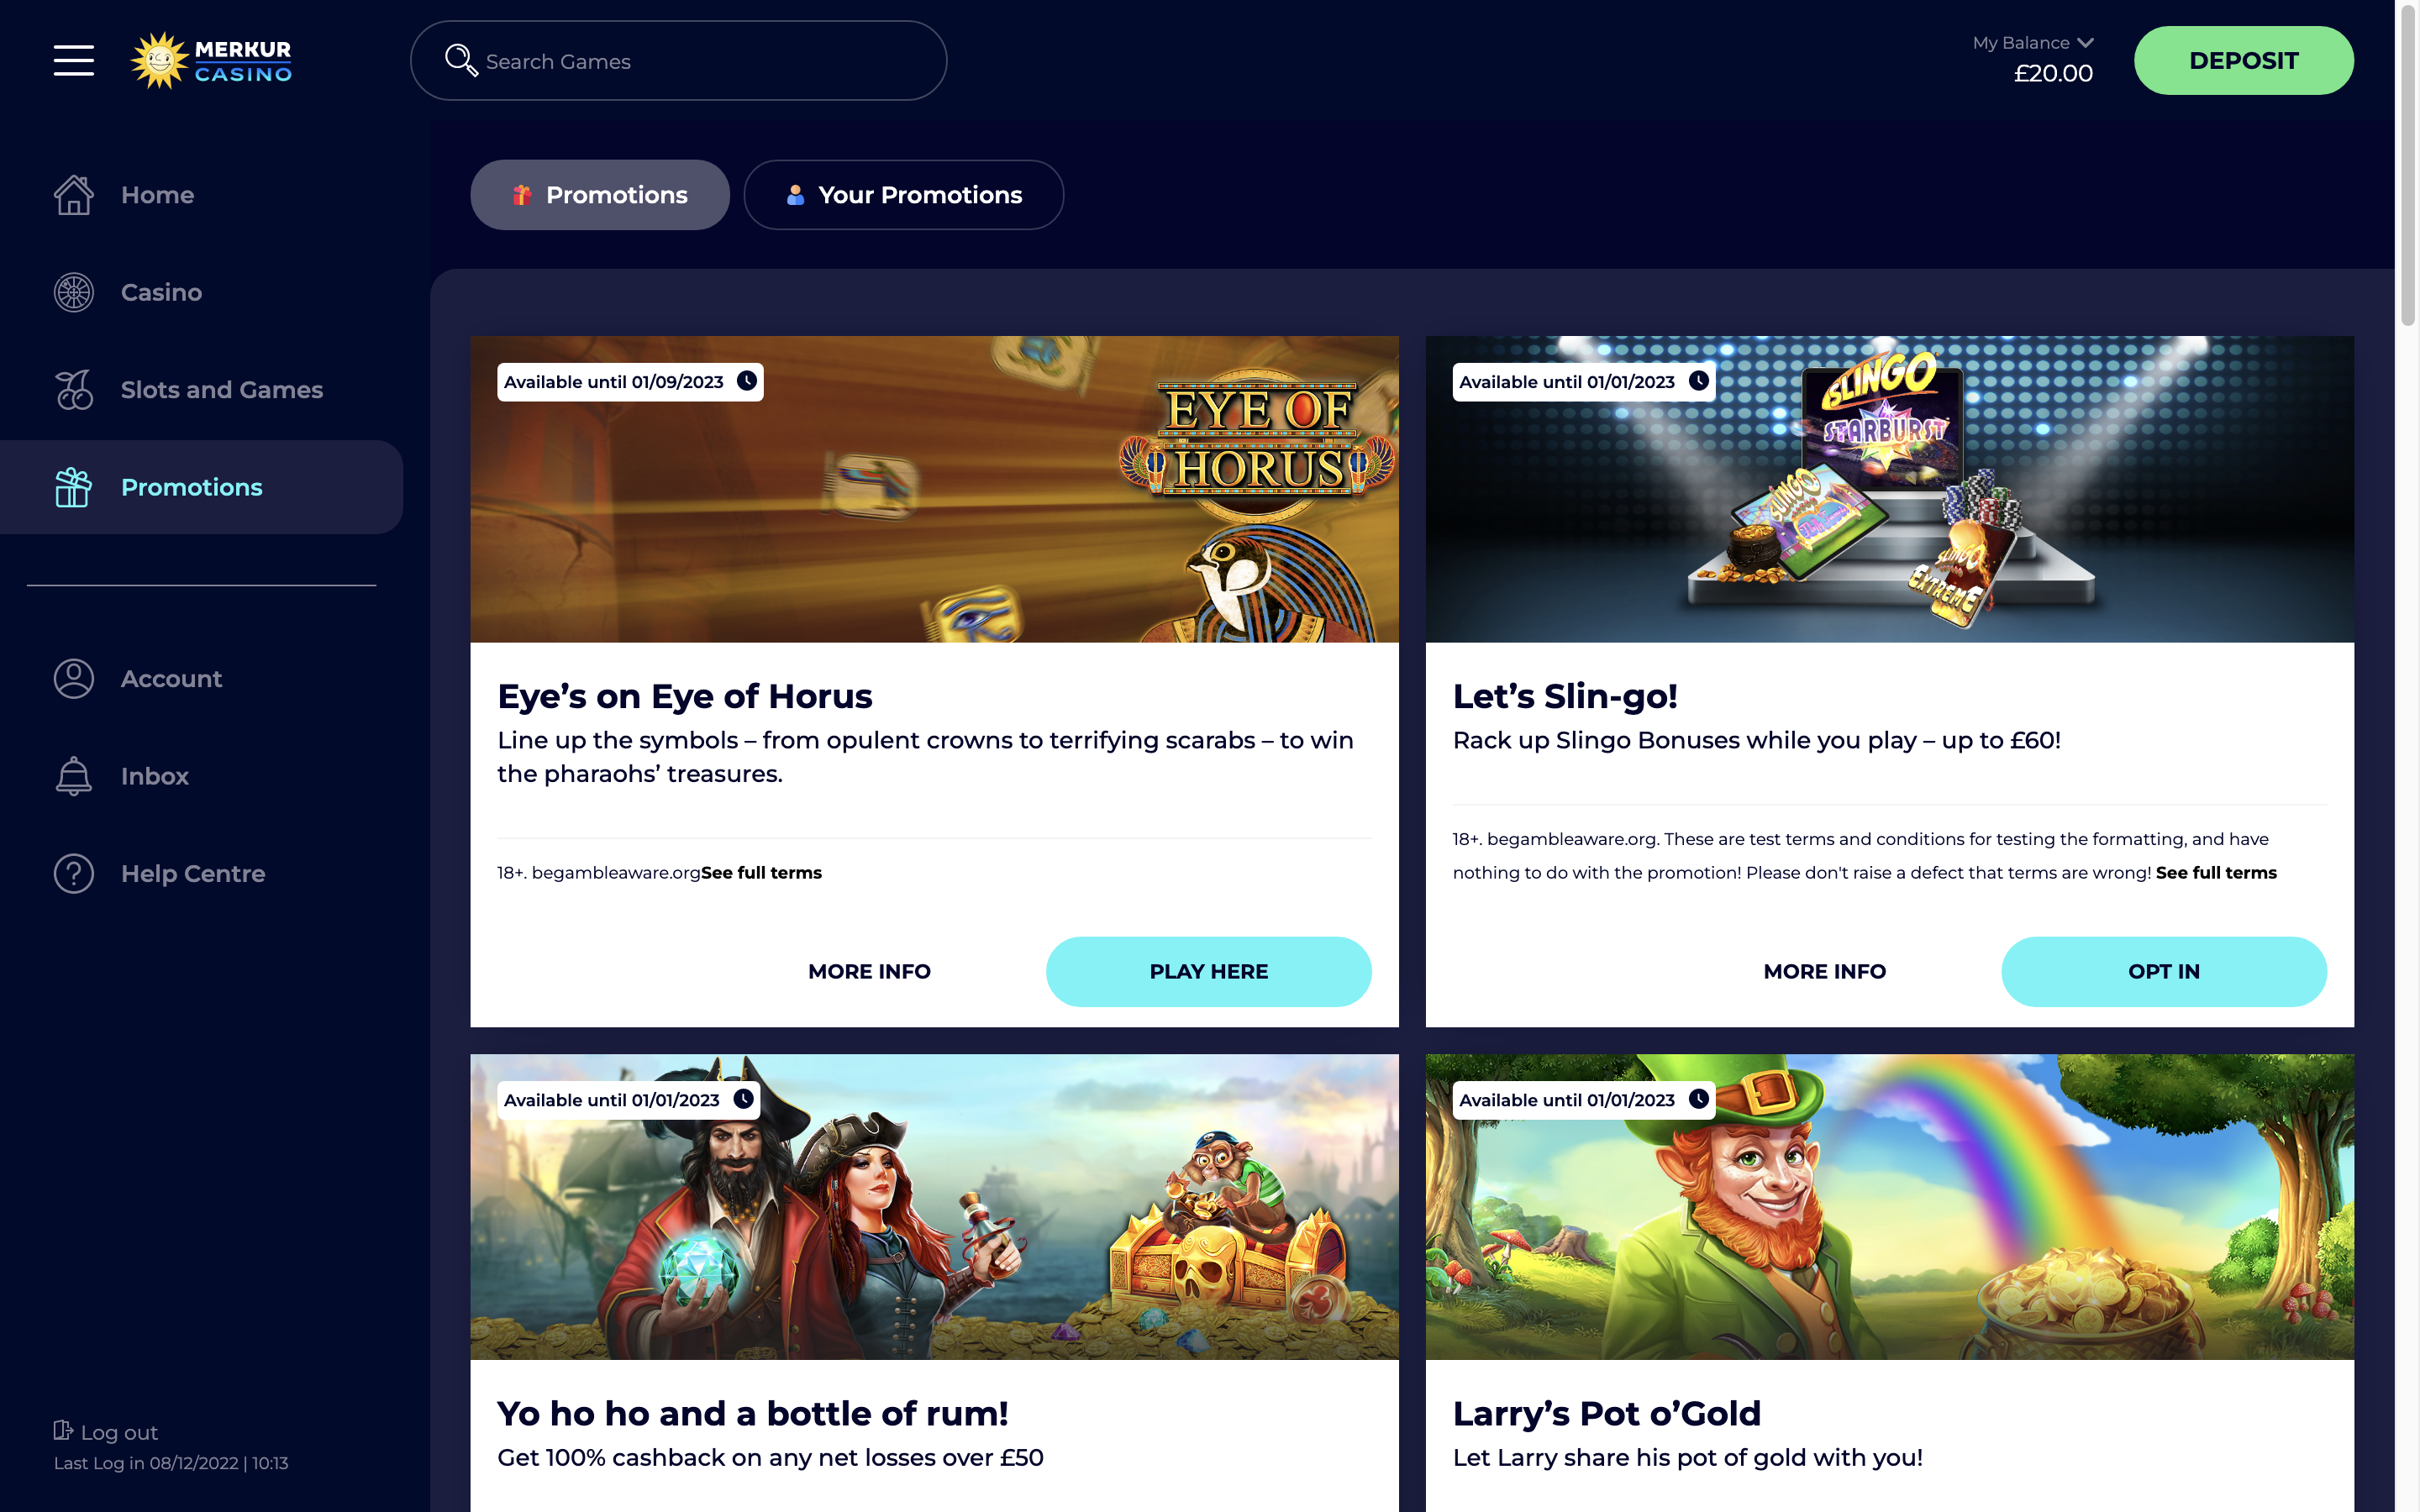 MERKUR
CASINO
Search Games
My Balance
£20.00
DEPOSIT
Home
Casino
Slots and Games
Promotions
Account
Inbox
Help Centre
Log out
Last Log in 08/12/2022 | 10:13
Promotions
Your Promotions
Available until 01/09/2023
EYE OF
HORUS
Eye’s on Eye of Horus
Line up the symbols – from opulent crowns to terrifying scarabs – to win
the pharaohs’ treasures.
18+. begambleaware.orgSee full terms
MORE INFO
PLAY HERE
Available until 01/01/2023
SLINGO
STARBURST
SLINGO
SLINGO
EXTREME
Let’s Slin-go!
Rack up Slingo Bonuses while you play – up to £60!
18+. begambleaware.org. These are test terms and conditions for testing the formatting, and have
nothing to do with the promotion! Please don't raise a defect that terms are wrong! See full terms
MORE INFO
OPT IN
Available until 01/01/2023
Yo ho ho and a bottle of rum!
Get 100% cashback on any net losses over £50
Available until 01/01/2023
Larry’s Pot o’Gold
Let Larry share his pot of gold with you!